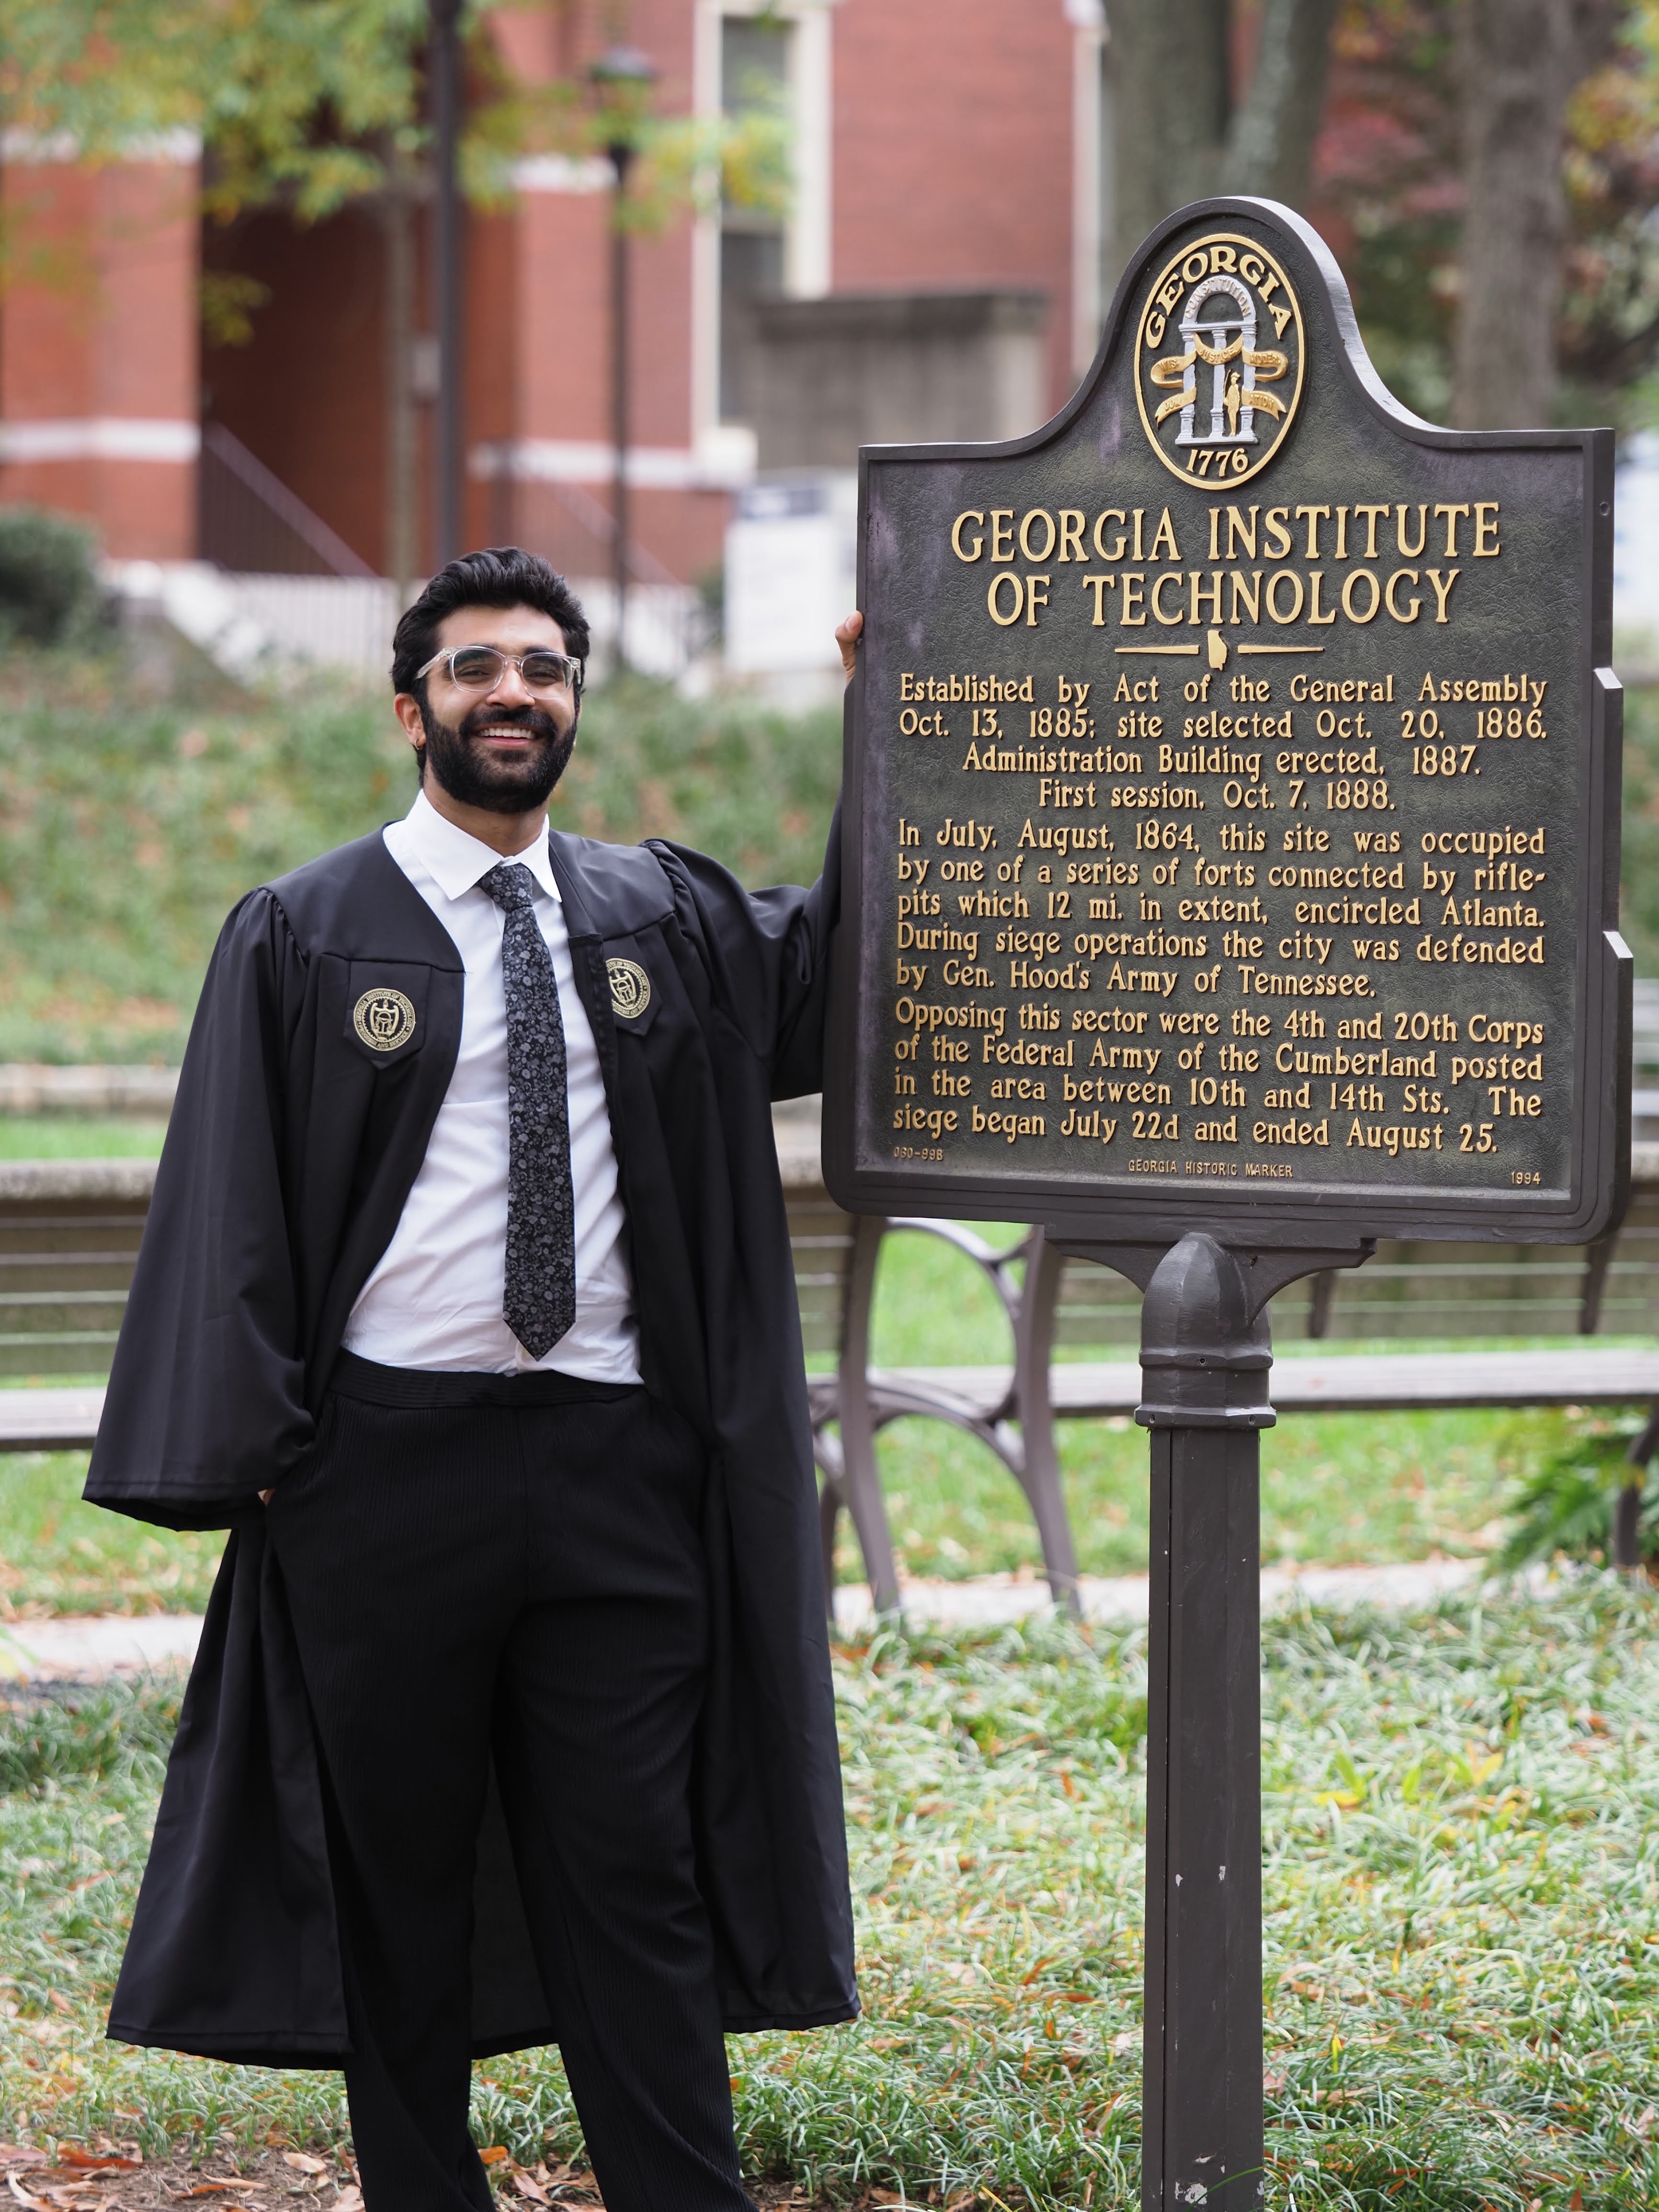 GEORGIA
CONSTITUTION
WISDOM JUSTICE MODERATION
1776
GEORGIA INSTITUTE
OF TECHNOLOGY
Established by Act of the General Assembly
Oct. 13, 1885; site selected Oct. 20, 1886.
Administration Building erected, 1887.
First session, Oct. 7, 1888.
In July, August, 1864, this site was occupied
by one of a series of forts connected by rifle-
pits which 12 mi. in extent, encircled Atlanta.
During siege operations the city was defended
by Gen. Hood's Army of Tennessee.
Opposing this sector were the 4th and 20th Corps
of the Federal Army of the Cumberland posted
in the area between 10th and 14th Sts. The
siege began July 22d and ended August 25.
060-99B GEORGIA HISTORIC MARKER 1994